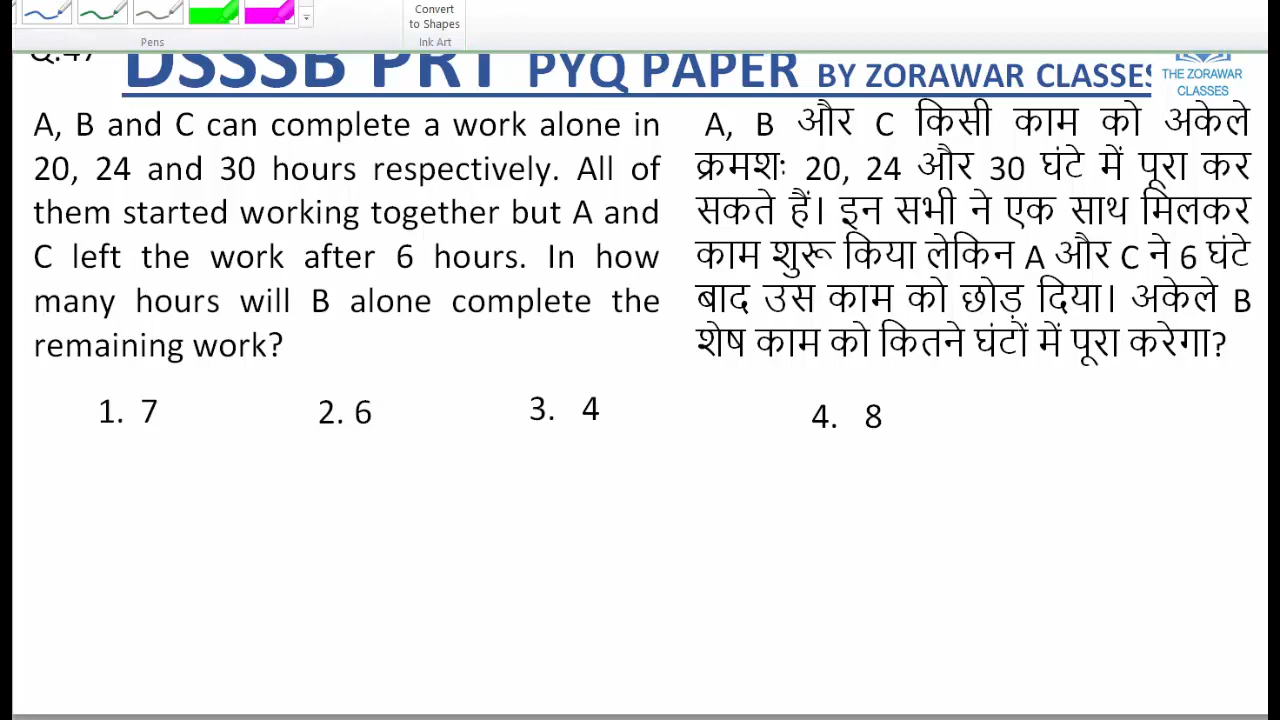 Convert
to Shapes
Pens
Ink Art
Q.47
DSSSB PRT PYQ PAPER BY ZORAWAR CLASSES
THE ZORAWAR
CLASSES
A, B and C can complete a work alone in
20, 24 and 30 hours respectively. All of
them started working together but A and
C left the work after 6 hours. In how
many hours will B alone complete the
remaining work?
A, B और C किसी काम को अकेले
क्रमशः 20, 24 और 30 घंटे में पूरा कर
सकते हैं। इन सभी ने एक साथ मिलकर
काम शुरू किया लेकिन A और C ने 6 घंटे
बाद उस काम को छोड़ दिया। अकेले B
शेष काम को कितने घंटों में पूरा करेगा?
1. 7 2. 6 3. 4 4. 8